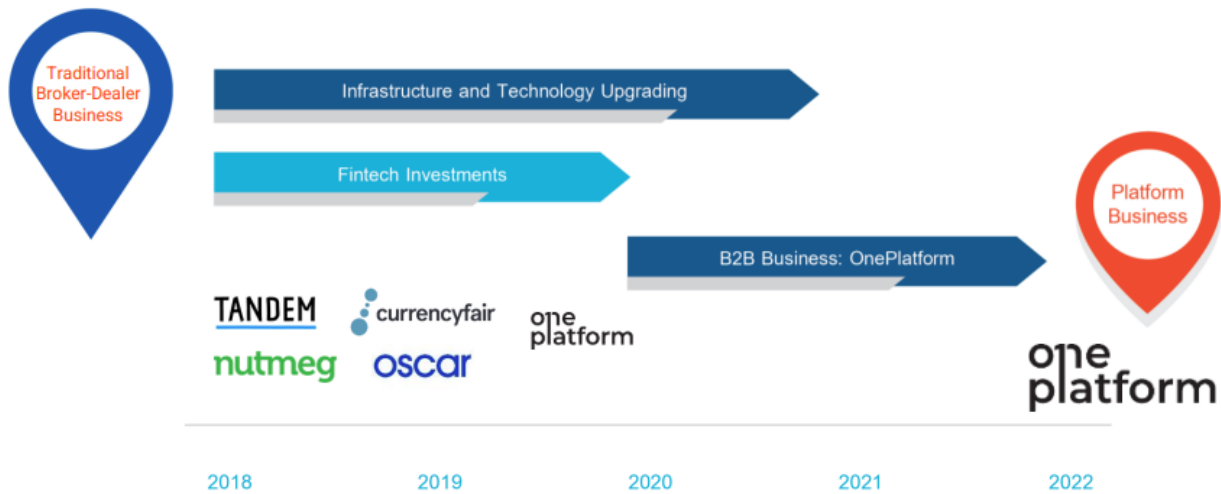 Traditional
Broker-Dealer
Business
Infrastructure and Technology Upgrading
Fintech Investments
Platform
Business
B2B Business: OnePlatform
TANDEM
currencyfair
one
platform
nutmeg
oscar
one
platform
2018
2019
2020
2021
2022